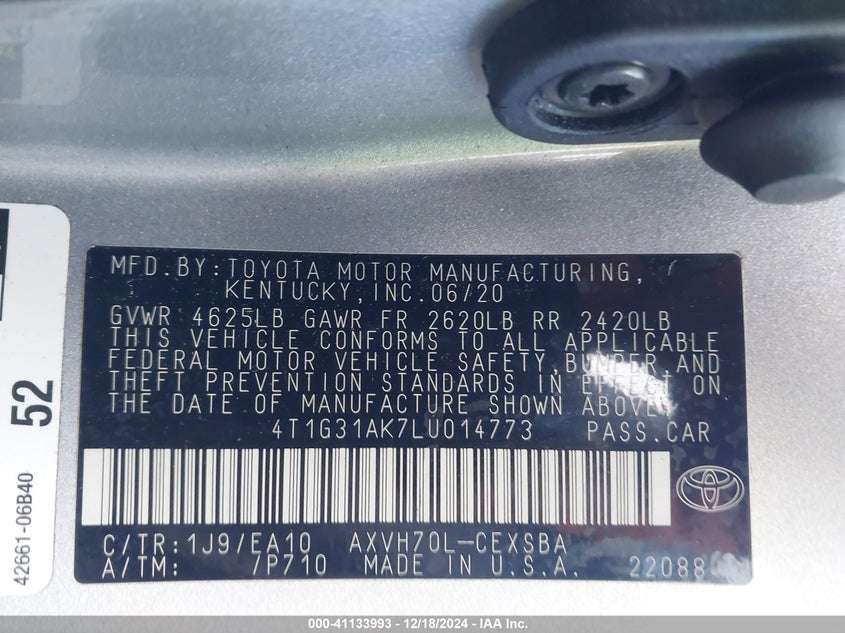 MFD.BY:TOYOTA MOTOR MANUFACTURING,
KENTUCKY,INC.06/20
GVWR 4625LB GAWR FR 2620LB RR 2420LB
THIS VEHICLE CONFORMS TO ALL APPLICABLE
FEDERAL MOTOR VEHICLE SAFETY,BUMPER,AND
THEFT PREVENTION STANDARDS IN EFFECT ON
THE DATE OF MANUFACTURE SHOWN ABOVE.
4T1G31AK7LU014773 PASS.CAR
C/TR:1J9/EA10 AXVH70L-CEXSBA
A/TM: /P710 MADE IN U.S.A. 22088
52
42661-06B40
000-41133993 - 12/18/2024 - IAA Inc.